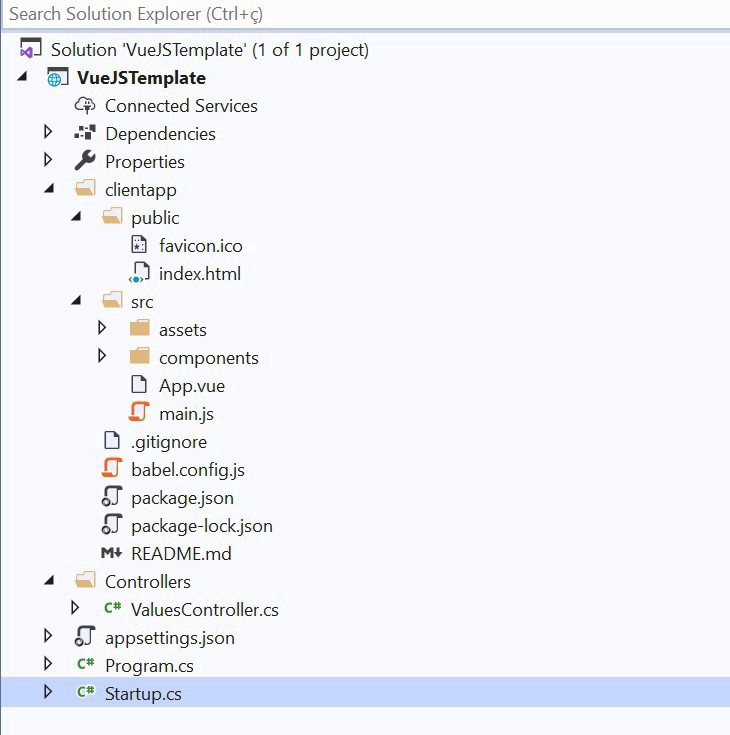 Search Solution Explorer (Ctrl+ç)
Solution 'VueJSTemplate' (1 of 1 project)
VueJSTemplate
Connected Services
Dependencies
Properties
clientapp
public
favicon.ico
index.html
src
assets
components
App.vue
main.js
.gitignore
babel.config.js
package.json
package-lock.json
M↓ README.md
Controllers
C# ValuesController.cs
appsettings.json
C# Program.cs
C# Startup.cs